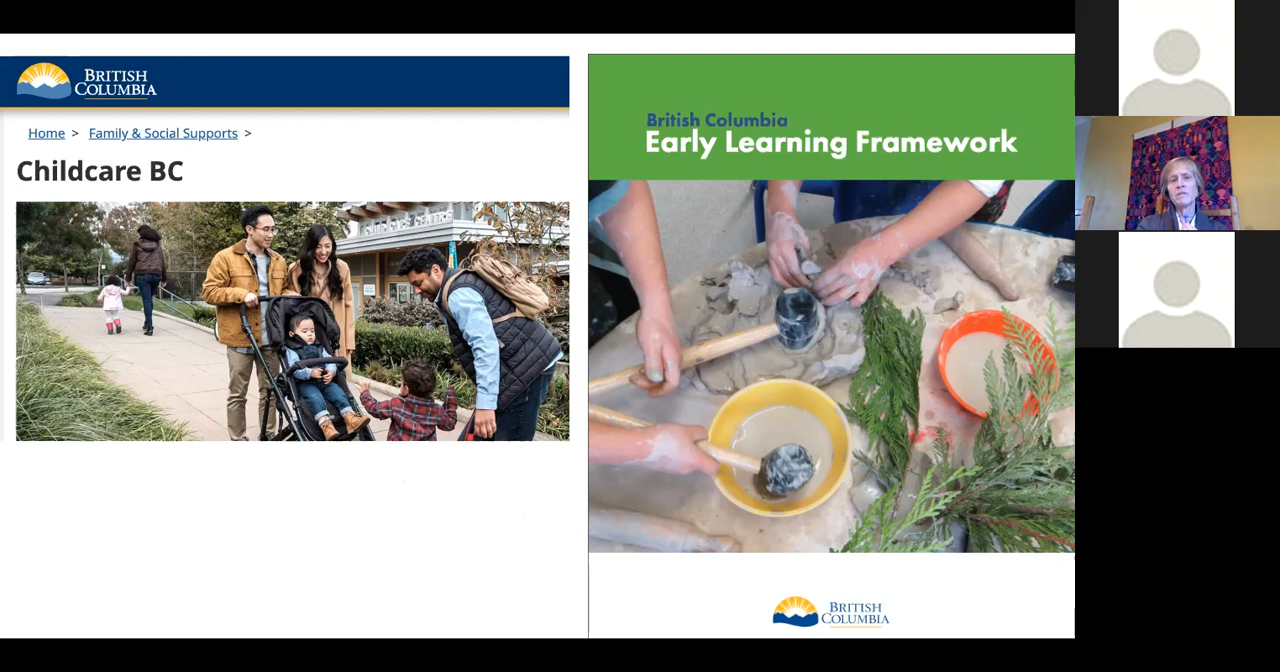 BRITISH
COLUMBIA
Home > Family & Social Supports >
Childcare BC
British Columbia
Early Learning Framework
BRITISH
COLUMBIA